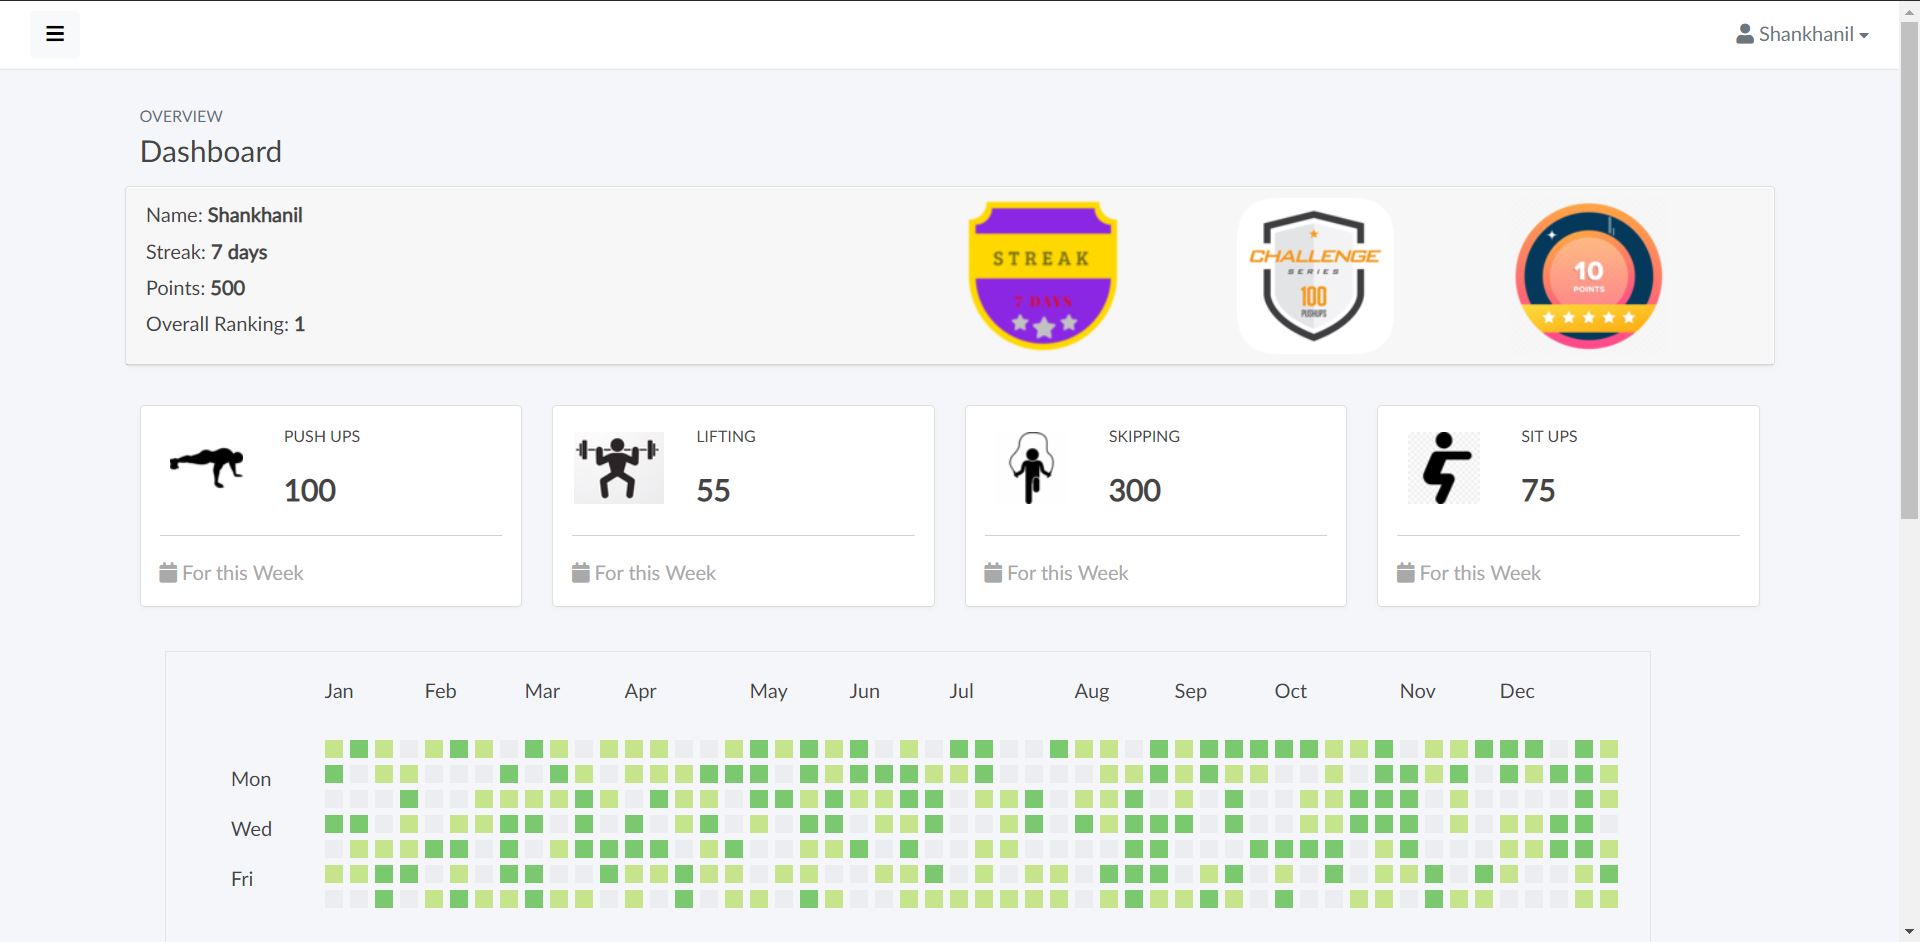 Shankhanil
OVERVIEW
Dashboard
Name: Shankhanil
Streak: 7 days
Points: 500
Overall Ranking: 1
STREAK
7 DAYS
CHALLENGE
SERIES
100
PUSHUPS
10
POINTS
PUSH UPS
100
For this Week
LIFTING
55
For this Week
SKIPPING
300
For this Week
SIT UPS
75
For this Week
Jan Feb Mar Apr May Jun Jul Aug Sep Oct Nov Dec
Mon
Wed
Fri